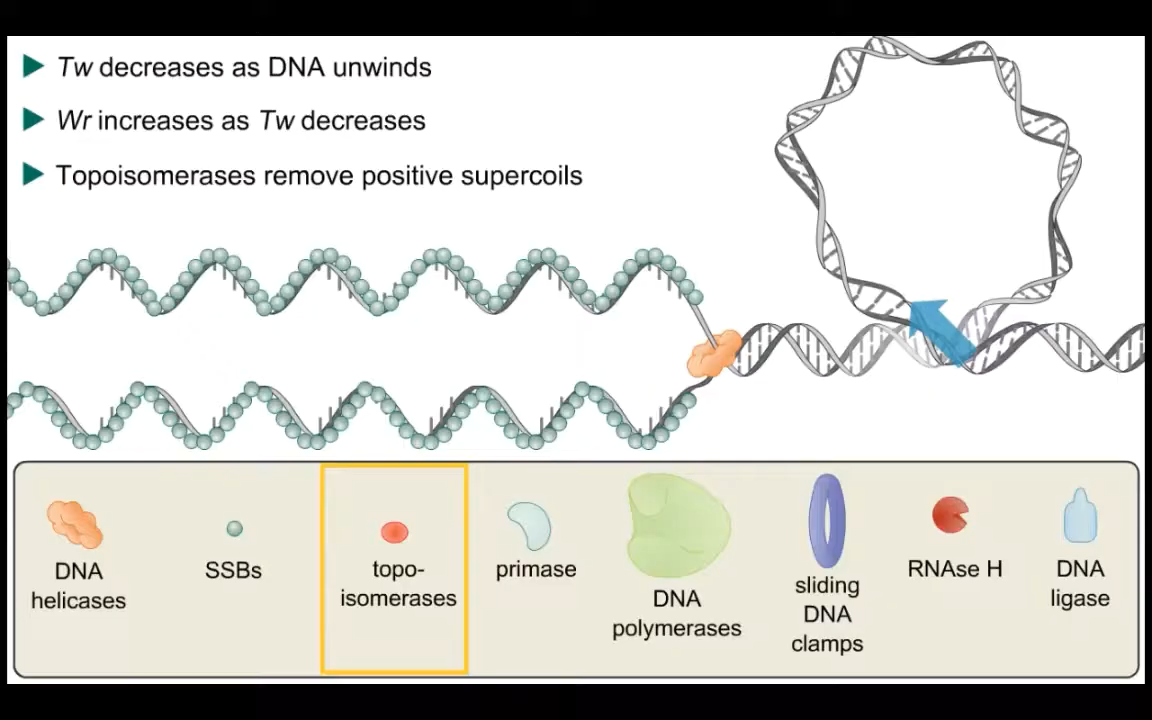 Tw decreases as DNA unwinds
Wr increases as Tw decreases
Topoisomerases remove positive supercoils
DNA
helicases
SSBs
topo-
isomerases
primase
DNA
polymerases
sliding
DNA
clamps
RNAse H
DNA
ligase